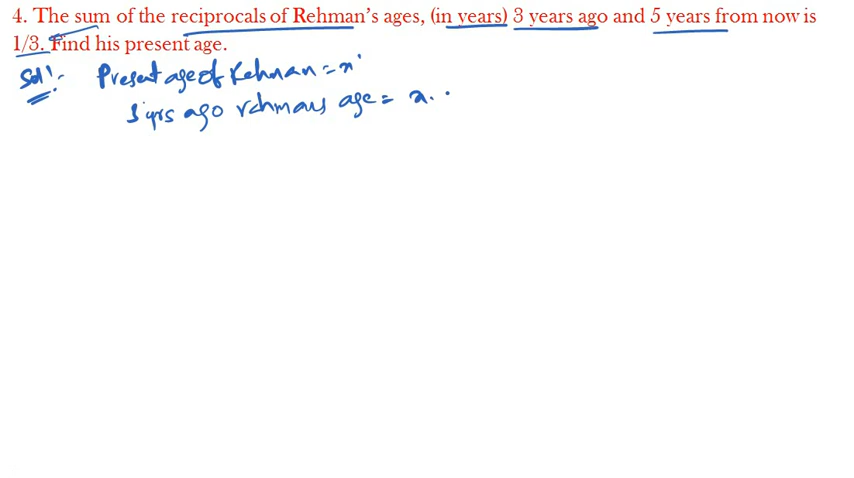 4. The sum of the reciprocals of Rehman's ages, (in years) 3 years ago and 5 years from now is
1/3. Find his present age.
Sol:- Present age of Rehman = x
3 yrs ago rehmans age = x.